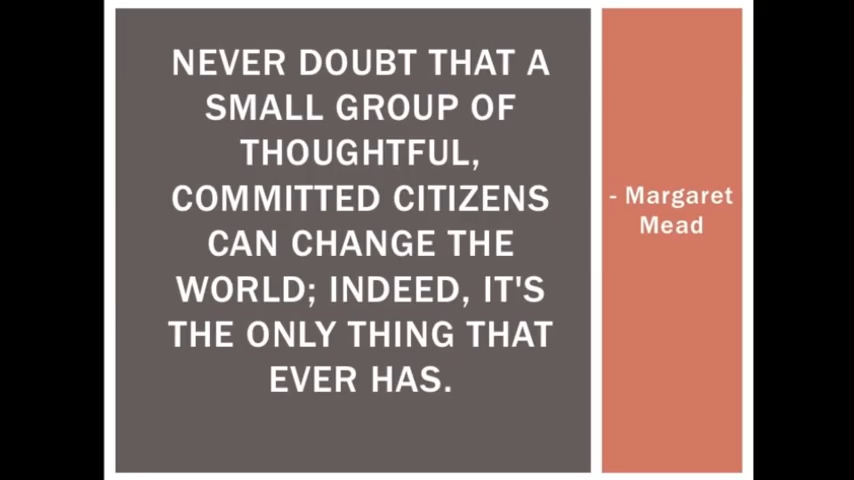 NEVER DOUBT THAT A
SMALL GROUP OF
THOUGHTFUL,
COMMITTED CITIZENS
CAN CHANGE THE
WORLD; INDEED, IT'S
THE ONLY THING THAT
EVER HAS.
- Margaret
Mead